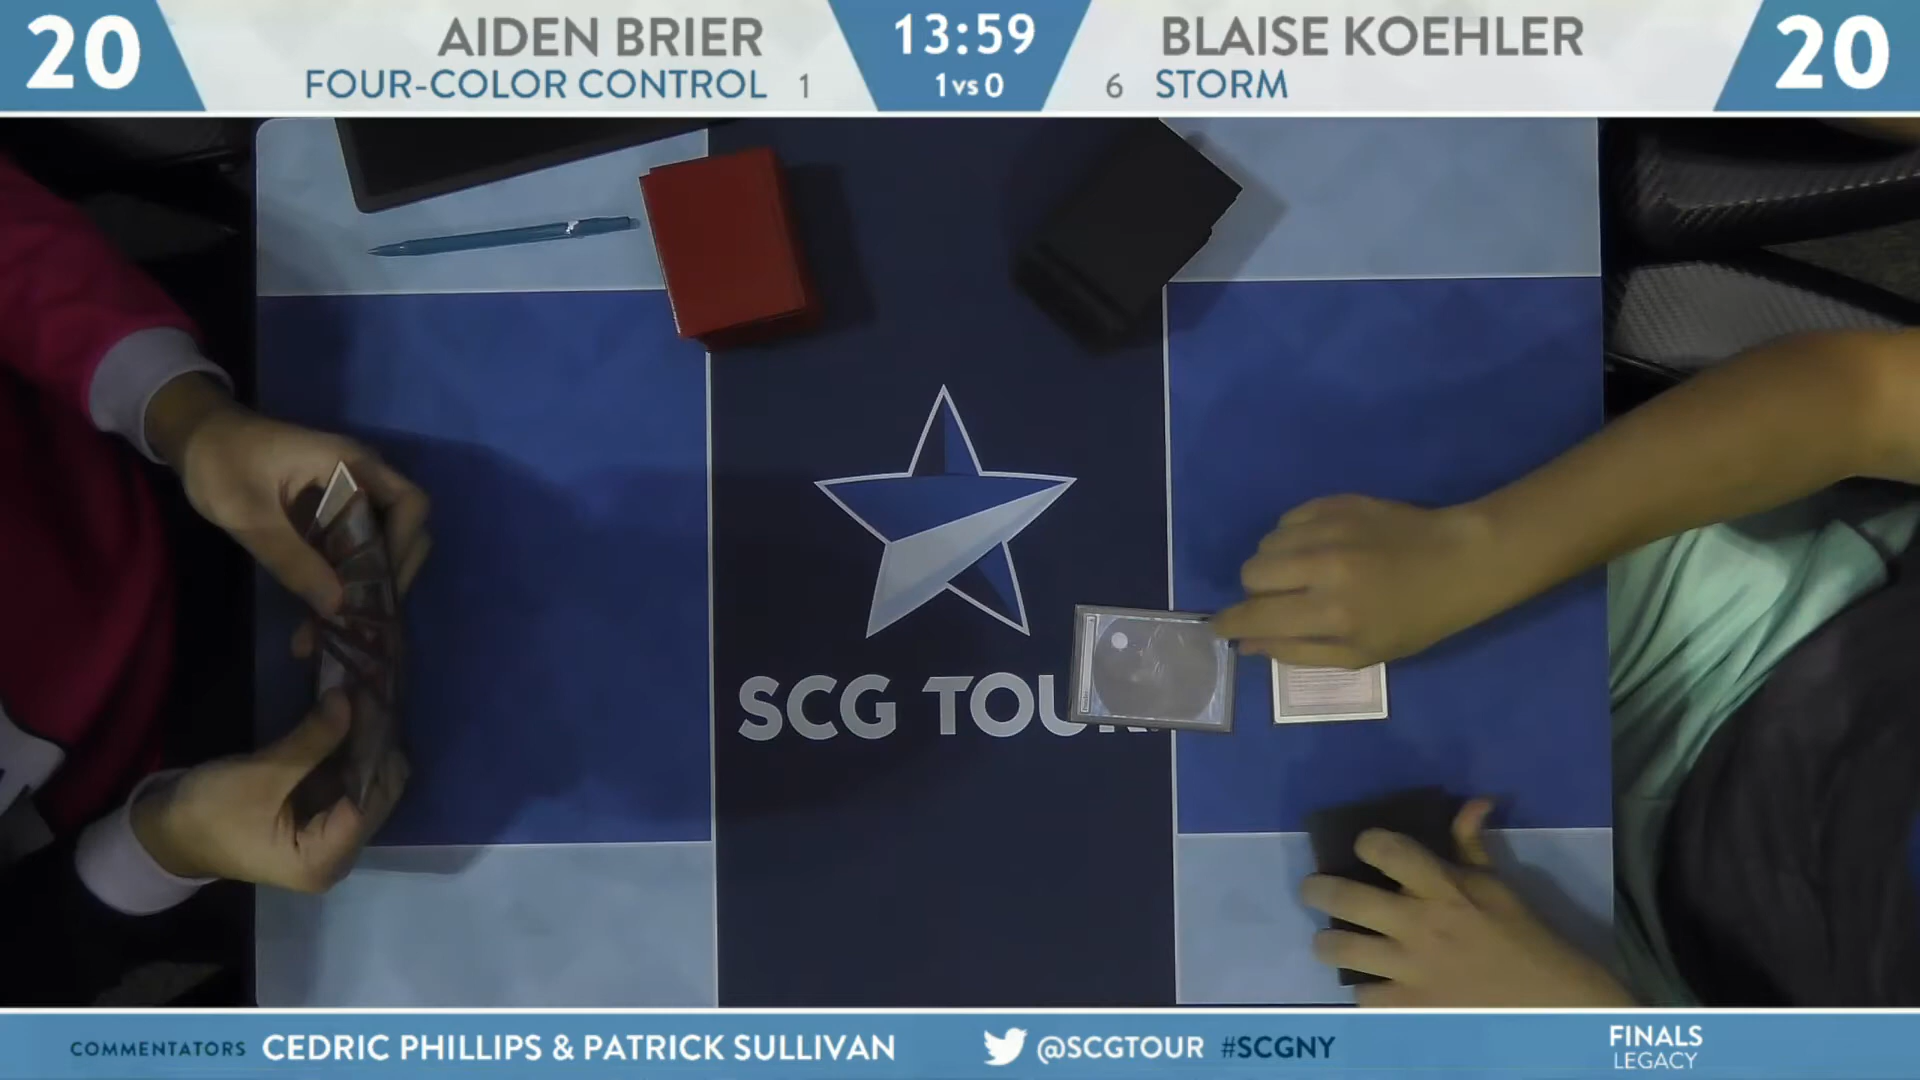 20
AIDEN BRIER
FOUR-COLOR CONTROL 1
13:59
1 vs 0
BLAISE KOEHLER
6 STORM
20
SCG TOUR
COMMENTATORS CEDRIC PHILLIPS & PATRICK SULLIVAN
@SCGTOUR #SCGNY
FINALS
LEGACY